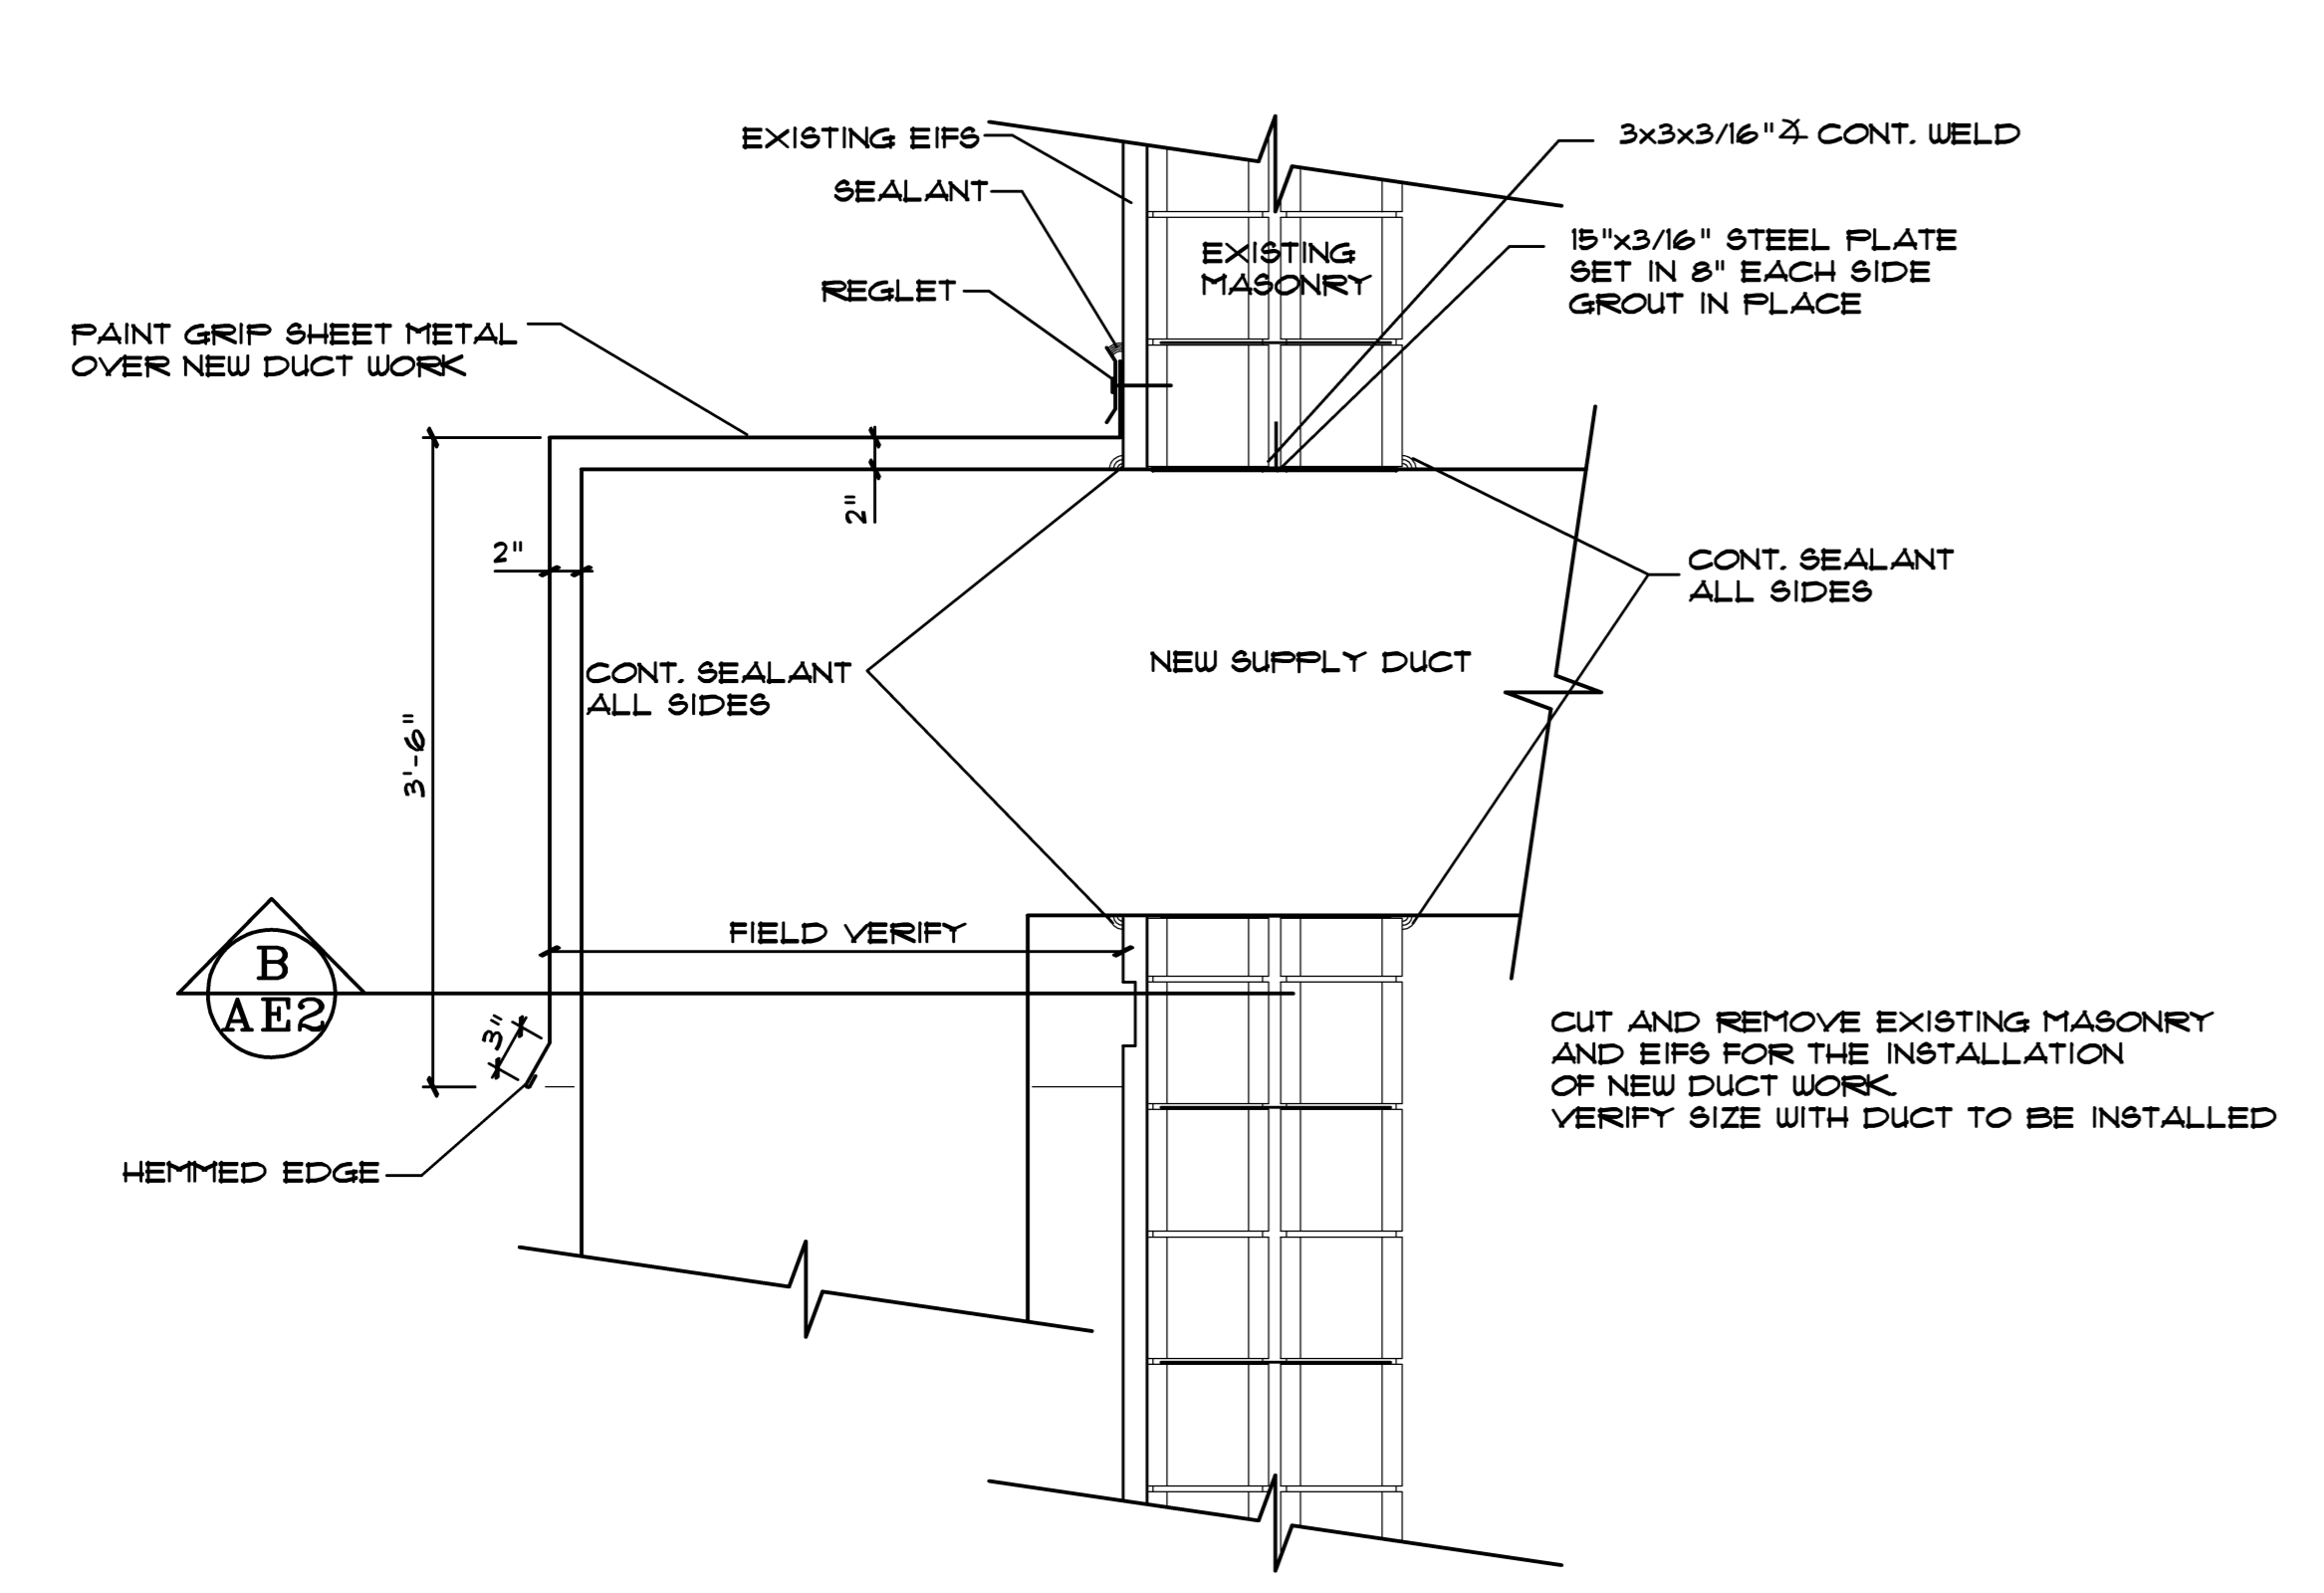 EXISTING EIFS
3x3x3/16"∡ CONT. WELD
SEALANT
15"x3/16" STEEL PLATE
SET IN 8" EACH SIDE
GROUT IN PLACE
EXISTING
MASONRY
REGLET
PAINT GRIP SHEET METAL
OVER NEW DUCT WORK
2"
2"
CONT. SEALANT
ALL SIDES
NEW SUPPLY DUCT
CONT. SEALANT
ALL SIDES
3'-6"
FIELD VERIFY
B
AE2
3"
CUT AND REMOVE EXISTING MASONRY
AND EIFS FOR THE INSTALLATION
OF NEW DUCT WORK.
VERIFY SIZE WITH DUCT TO BE INSTALLED
HEMMED EDGE